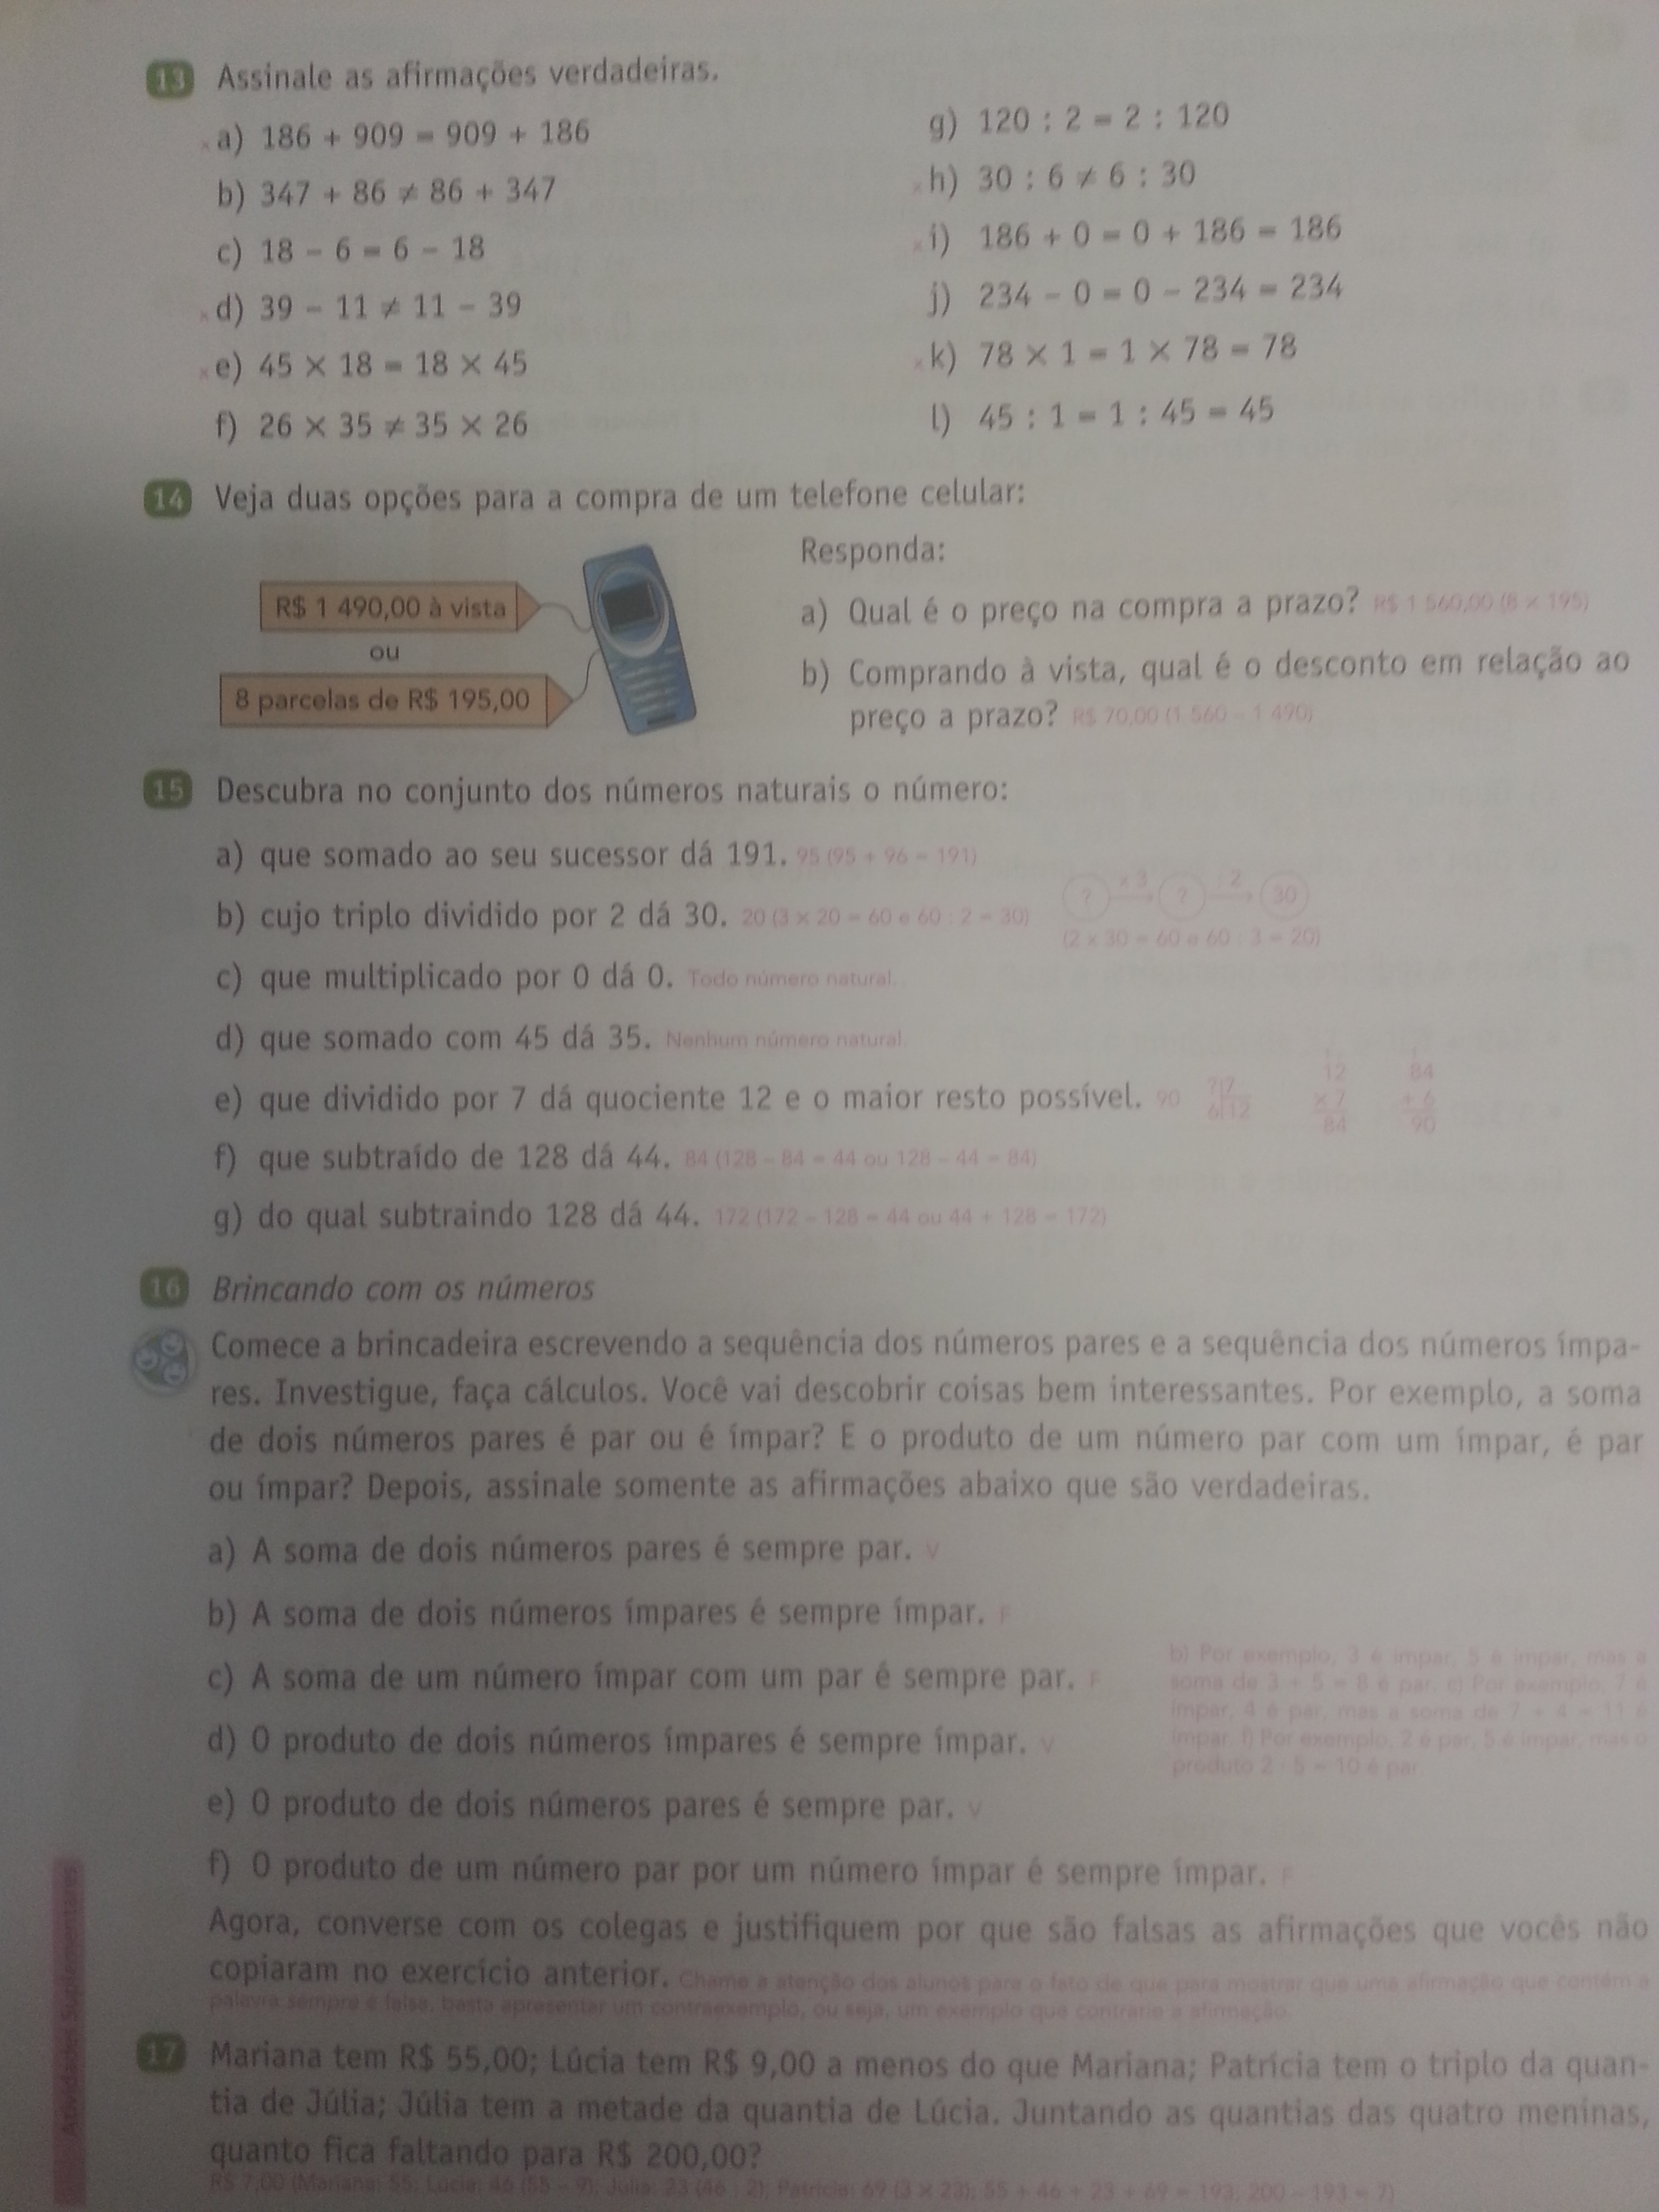 13 Assinale as afirmações verdadeiras.
x a) 186 + 909 = 909 + 186
b) 347 + 86 ≠ 86 + 347
c) 18 - 6 = 6 - 18
x d) 39 - 11 ≠ 11 - 39
x e) 45 × 18 = 18 × 45
f) 26 × 35 ≠ 35 × 26
g) 120 : 2 = 2 : 120
x h) 30 : 6 ≠ 6 : 30
x i) 186 + 0 = 0 + 186 = 186
j) 234 - 0 = 0 - 234 = 234
x k) 78 × 1 = 1 × 78 = 78
l) 45 : 1 = 1 : 45 = 45
14 Veja duas opções para a compra de um telefone celular:
R$ 1 490,00 à vista
ou
8 parcelas de R$ 195,00
Responda:
a) Qual é o preço na compra a prazo? R$ 1 560,00 (8 × 195)
b) Comprando à vista, qual é o desconto em relação ao
preço a prazo? R$ 70,00 (1 560 - 1 490)
15 Descubra no conjunto dos números naturais o número:
a) que somado ao seu sucessor dá 191. 95 (95 + 96 = 191)
b) cujo triplo dividido por 2 dá 30. 20 (3 × 20 = 60 e 60 : 2 = 30)
? × 3 ? : 2 30
(2 × 30 = 60 e 60 : 3 = 20)
c) que multiplicado por 0 dá 0. Todo número natural.
d) que somado com 45 dá 35. Nenhum número natural.
e) que dividido por 7 dá quociente 12 e o maior resto possível. 90
? 7
6 12
12
× 7
84
84
+ 6
90
f) que subtraído de 128 dá 44. 84 (128 - 84 = 44 ou 128 - 44 = 84)
g) do qual subtraindo 128 dá 44. 172 (172 - 128 = 44 ou 44 + 128 = 172)
16 Brincando com os números
Comece a brincadeira escrevendo a sequência dos números pares e a sequência dos números ímpa-
res. Investigue, faça cálculos. Você vai descobrir coisas bem interessantes. Por exemplo, a soma
de dois números pares é par ou é ímpar? E o produto de um número par com um ímpar, é par
ou ímpar? Depois, assinale somente as afirmações abaixo que são verdadeiras.
a) A soma de dois números pares é sempre par. V
b) A soma de dois números ímpares é sempre ímpar. F
c) A soma de um número ímpar com um par é sempre par. F
d) O produto de dois números ímpares é sempre ímpar. V
e) O produto de dois números pares é sempre par. V
f) O produto de um número par por um número ímpar é sempre ímpar. F
b) Por exemplo, 3 é ímpar, 5 é ímpar, mas a
soma de 3 + 5 = 8 é par. c) Por exemplo, 7 é
ímpar, 4 é par, mas a soma de 7 + 4 = 11 é
ímpar. f) Por exemplo, 2 é par, 5 é ímpar, mas o
produto 2 · 5 = 10 é par.
Agora, converse com os colegas e justifiquem por que são falsas as afirmações que vocês não
copiaram no exercício anterior. Chame a atenção dos alunos para o fato de que para mostrar que uma afirmação que contém a
palavra sempre é falsa, basta apresentar um contraexemplo, ou seja, um exemplo que contrarie a afirmação.
17 Mariana tem R$ 55,00; Lúcia tem R$ 9,00 a menos do que Mariana; Patrícia tem o triplo da quan-
tia de Júlia; Júlia tem a metade da quantia de Lúcia. Juntando as quantias das quatro meninas,
quanto fica faltando para R$ 200,00?
R$ 7,00 (Mariana: 55; Lúcia: 46 (55 - 9); Júlia: 23 (46 : 2); Patrícia: 69 (3 × 23); 55 + 46 + 23 + 69 = 193; 200 - 193 = 7)
Atividades Suplementares